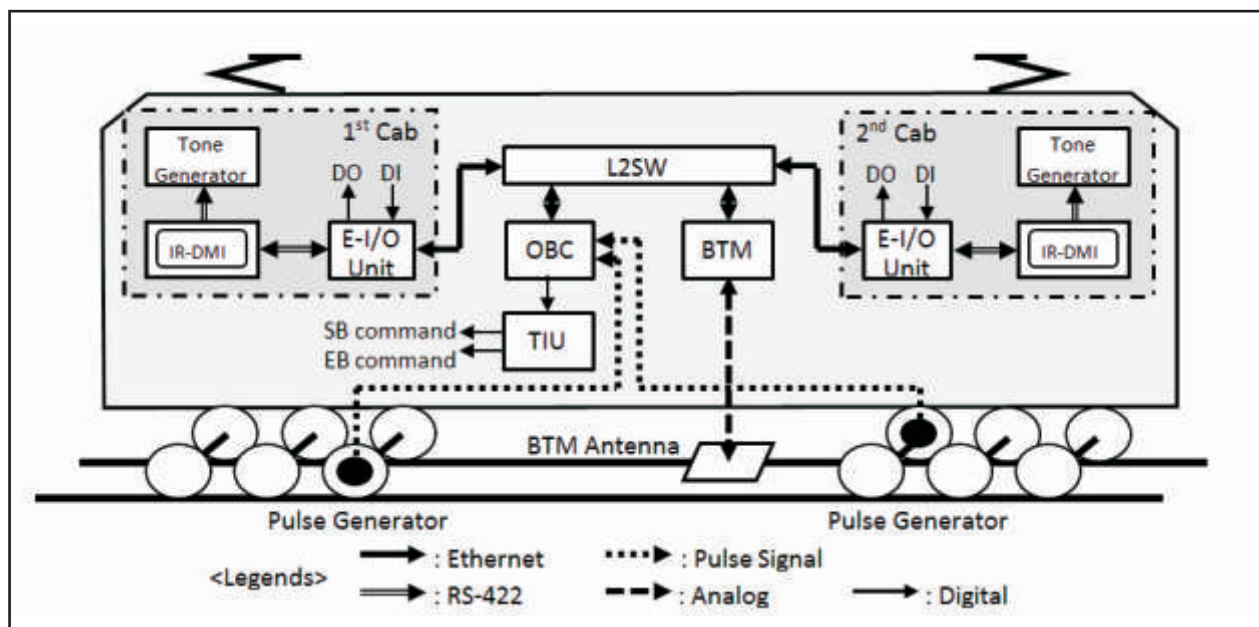 1st Cab
Tone
Generator
DO DI
IR-DMI
E-I/O
Unit
L2SW
OBC
BTM
TIU
SB command
EB command
2nd Cab
Tone
Generator
DO DI
E-I/O
Unit
IR-DMI
BTM Antenna
Pulse Generator
Pulse Generator
<Legends>
: Ethernet
: Pulse Signal
: RS-422
: Analog
: Digital